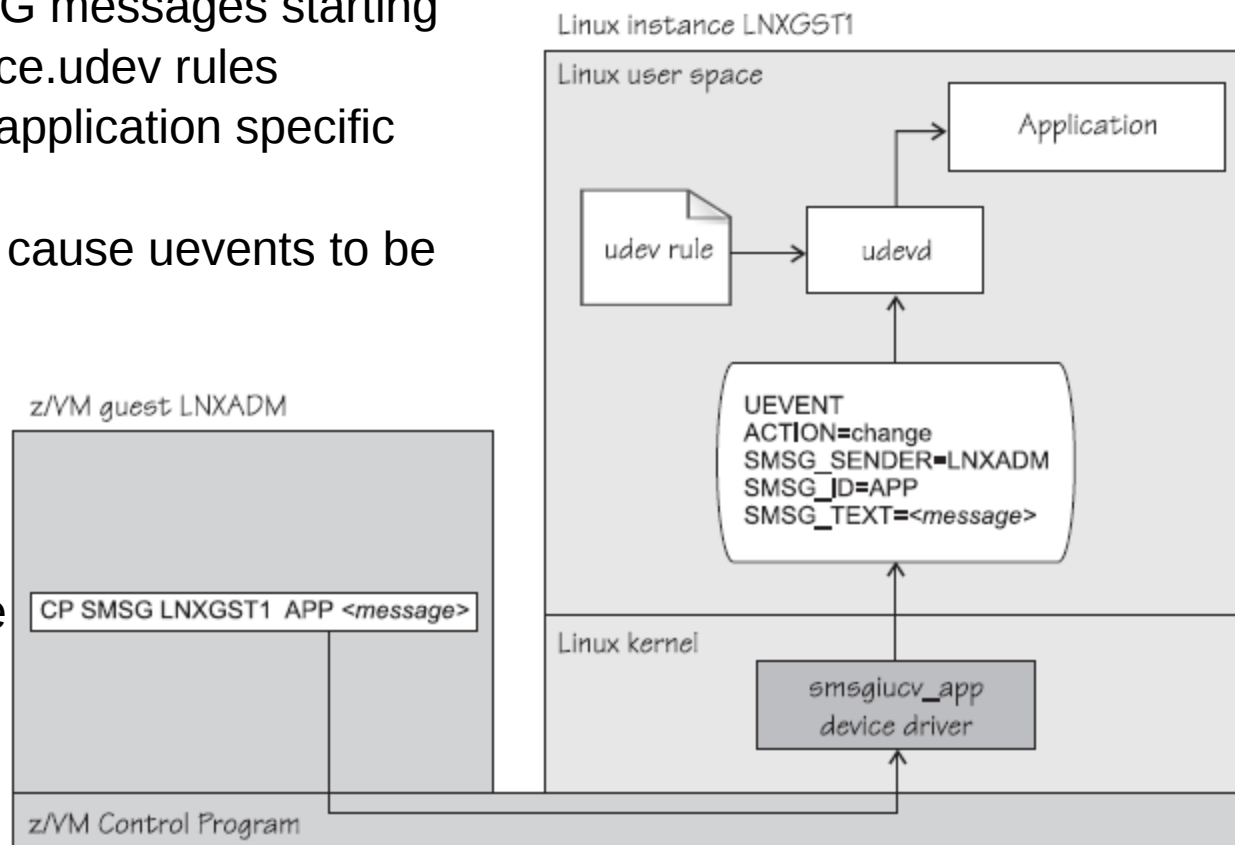 G messages starting
ce.udev rules
application specific
cause uevents to be
e
Linux instance LNXGST1
Linux user space
Application
udev rule
udevd
UEVENT
ACTION=change
SMSG_SENDER=LNXADM
SMSG_ID=APP
SMSG_TEXT=<message>
z/VM guest LNXADM
CP SMSG LNXGST1 APP <message>
Linux kernel
smsgiucv_app
device driver
z/VM Control Program